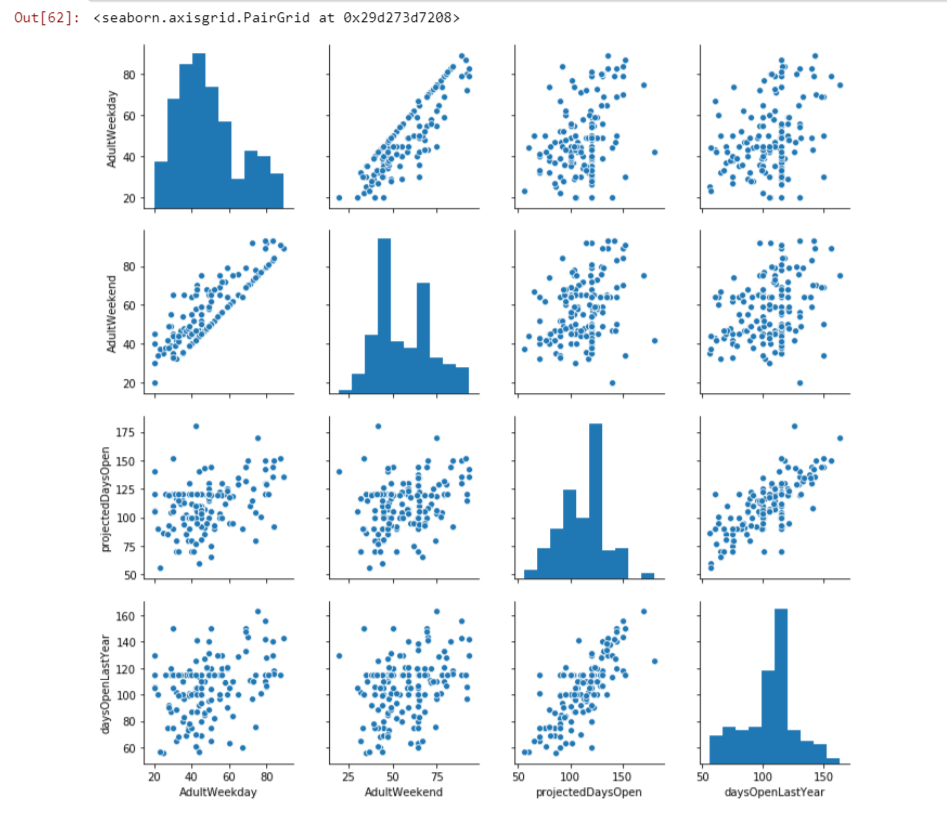 Out[62]: <seaborn.axisgrid.PairGrid at 0x29d273d7208>
AdultWeekday
80
60
40
20
AdultWeekend
80
60
40
20
projectedDaysOpen
175
150
125
100
75
50
daysOpenLastYear
160
140
120
100
80
60
20 40 60 80
25 50 75
50 100 150
50 100 150
AdultWeekday AdultWeekend projectedDaysOpen daysOpenLastYear